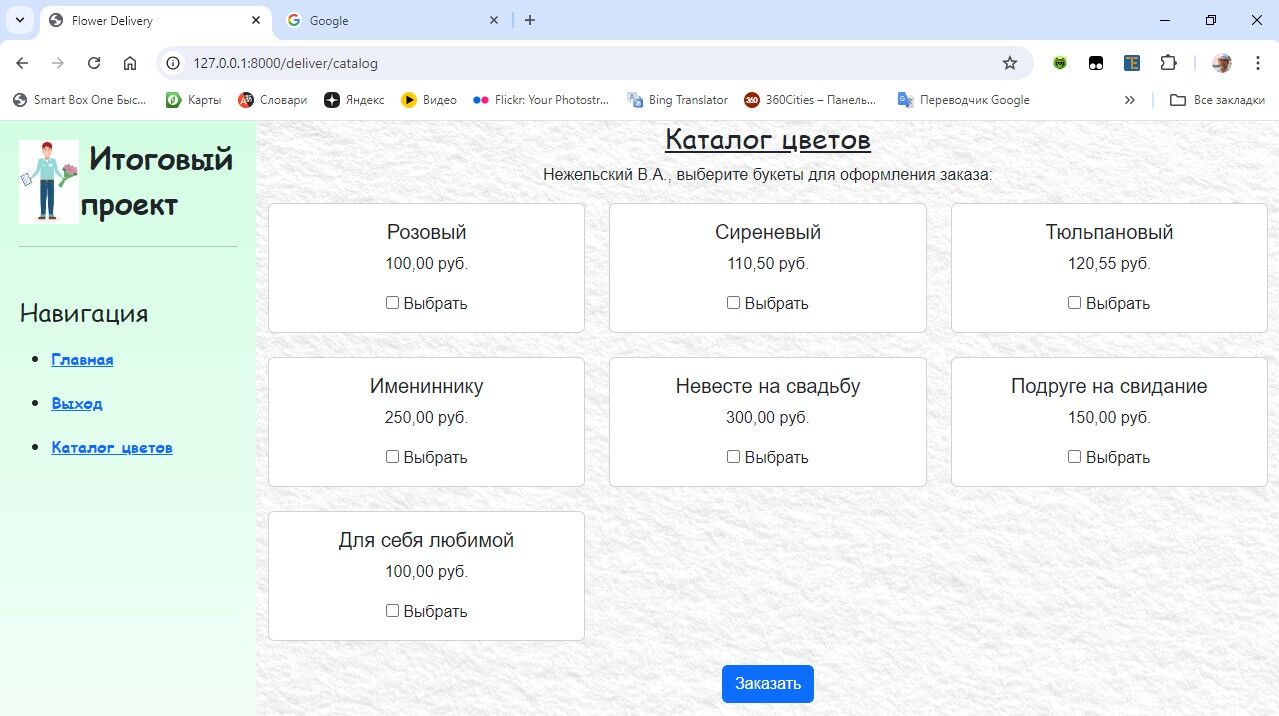 Flower Delivery
Google
127.0.0.1:8000/deliver/catalog
Smart Box One Быс...
Карты
Словари
Яндекс
Видео
Flickr: Your Photostr...
Bing Translator
360Cities – Панель...
Переводчик Google
Все закладки
Итоговый
проект
Навигация
Главная
Выход
Каталог цветов
Каталог цветов
Нежельский В.А., выберитебукеты для оформления заказа:
Розовый
100,00 руб.
Выбрать
Сиреневый
110,50 руб.
Выбрать
Тюльпановый
120,55 руб.
Выбрать
Имениннику
250,00 руб.
Выбрать
Невесте на свадьбу
300,00 руб.
Выбрать
Подруге на свидание
150,00 руб.
Выбрать
Для себя любимой
100,00 руб.
Выбрать
Заказать